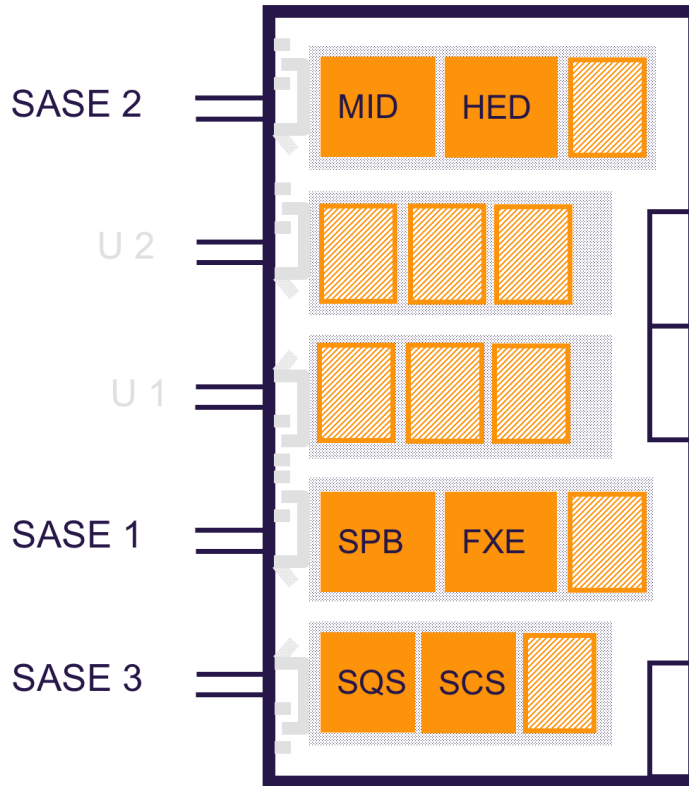 SASE 2
MID HED
U 2
U 1
SASE 1
SPB FXE
SASE 3
SQS SCS